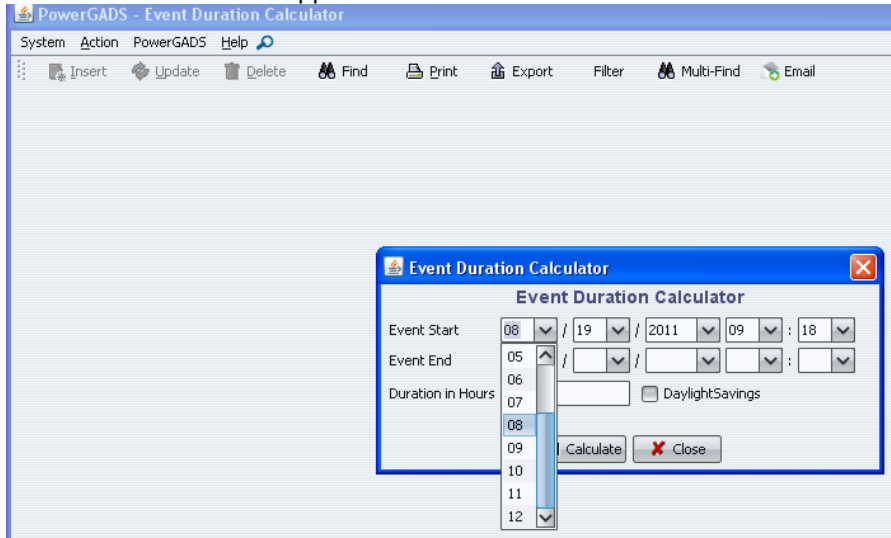 PowerGADS - Event Duration Calculator
System Action PowerGADS Help
Insert Update Delete Find Print Export Filter Multi-Find Email
Event Duration Calculator
Event Duration Calculator
Event Start 08 / 19 / 2011 09 : 18
Event End / / :
Duration in Hours DaylightSavings
05
06
07
08
09
10
11
12
Calculate Close